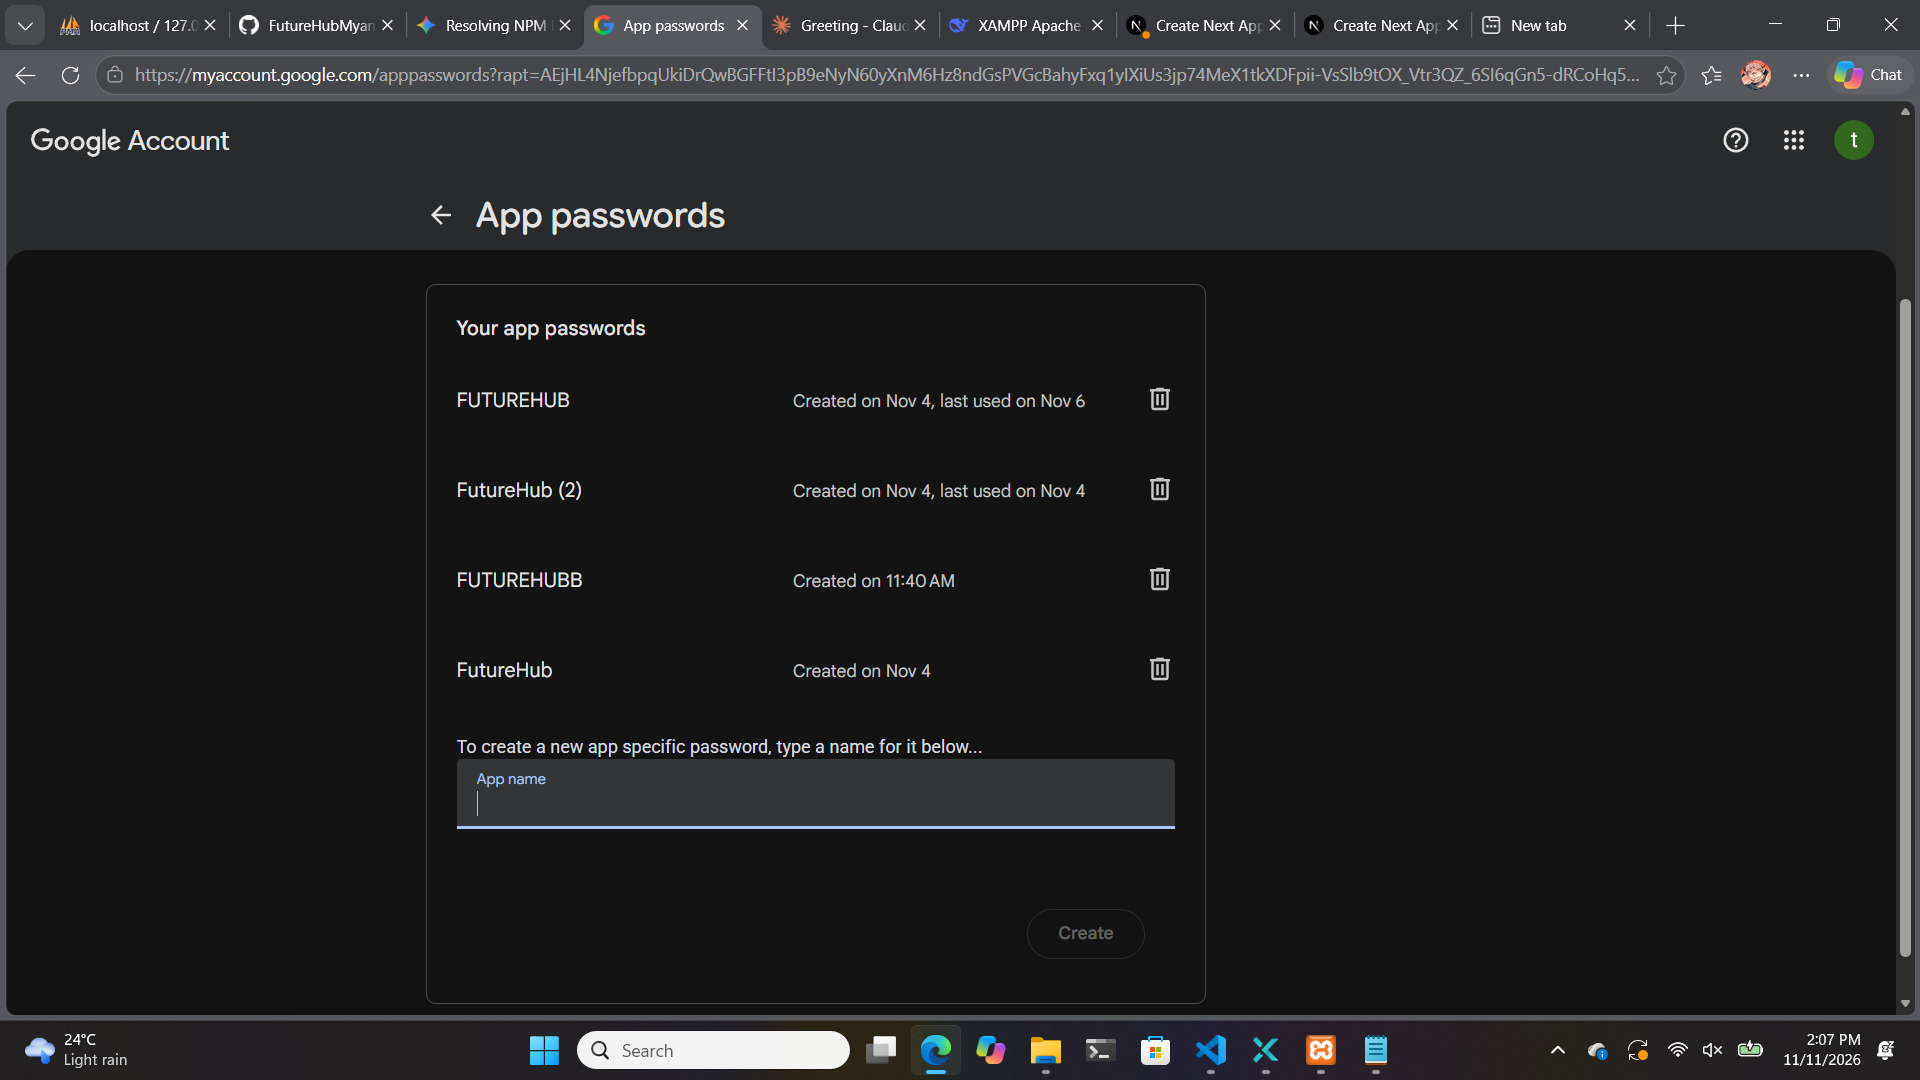 localhost / 127.0
FutureHubMyan
Resolving NPM
App passwords
Greeting - Claud
XAMPP Apache
Create Next App
Create Next App
New tab
https://myaccount.google.com/apppasswords?rapt=AEjHL4NjefbpqUkiDrQwBGFFtI3pB9eNyN60yXnM6Hz8ndGsPVGcBahyFxq1yIXiUs3jp74MeX1tkXDFpii-VsSlb9tOX_Vtr3QZ_6SI6qGn5-dRCoHq5...
Chat
Google Account
t
App passwords
Your app passwords
FUTUREHUB Created on Nov 4, last used on Nov 6
FutureHub (2) Created on Nov 4, last used on Nov 4
FUTUREHUBB Created on 11:40 AM
FutureHub Created on Nov 4
To create a new app specific password, type a name for it below...
App name
Create
24°C
Light rain
Search
2:07 PM
11/11/2026